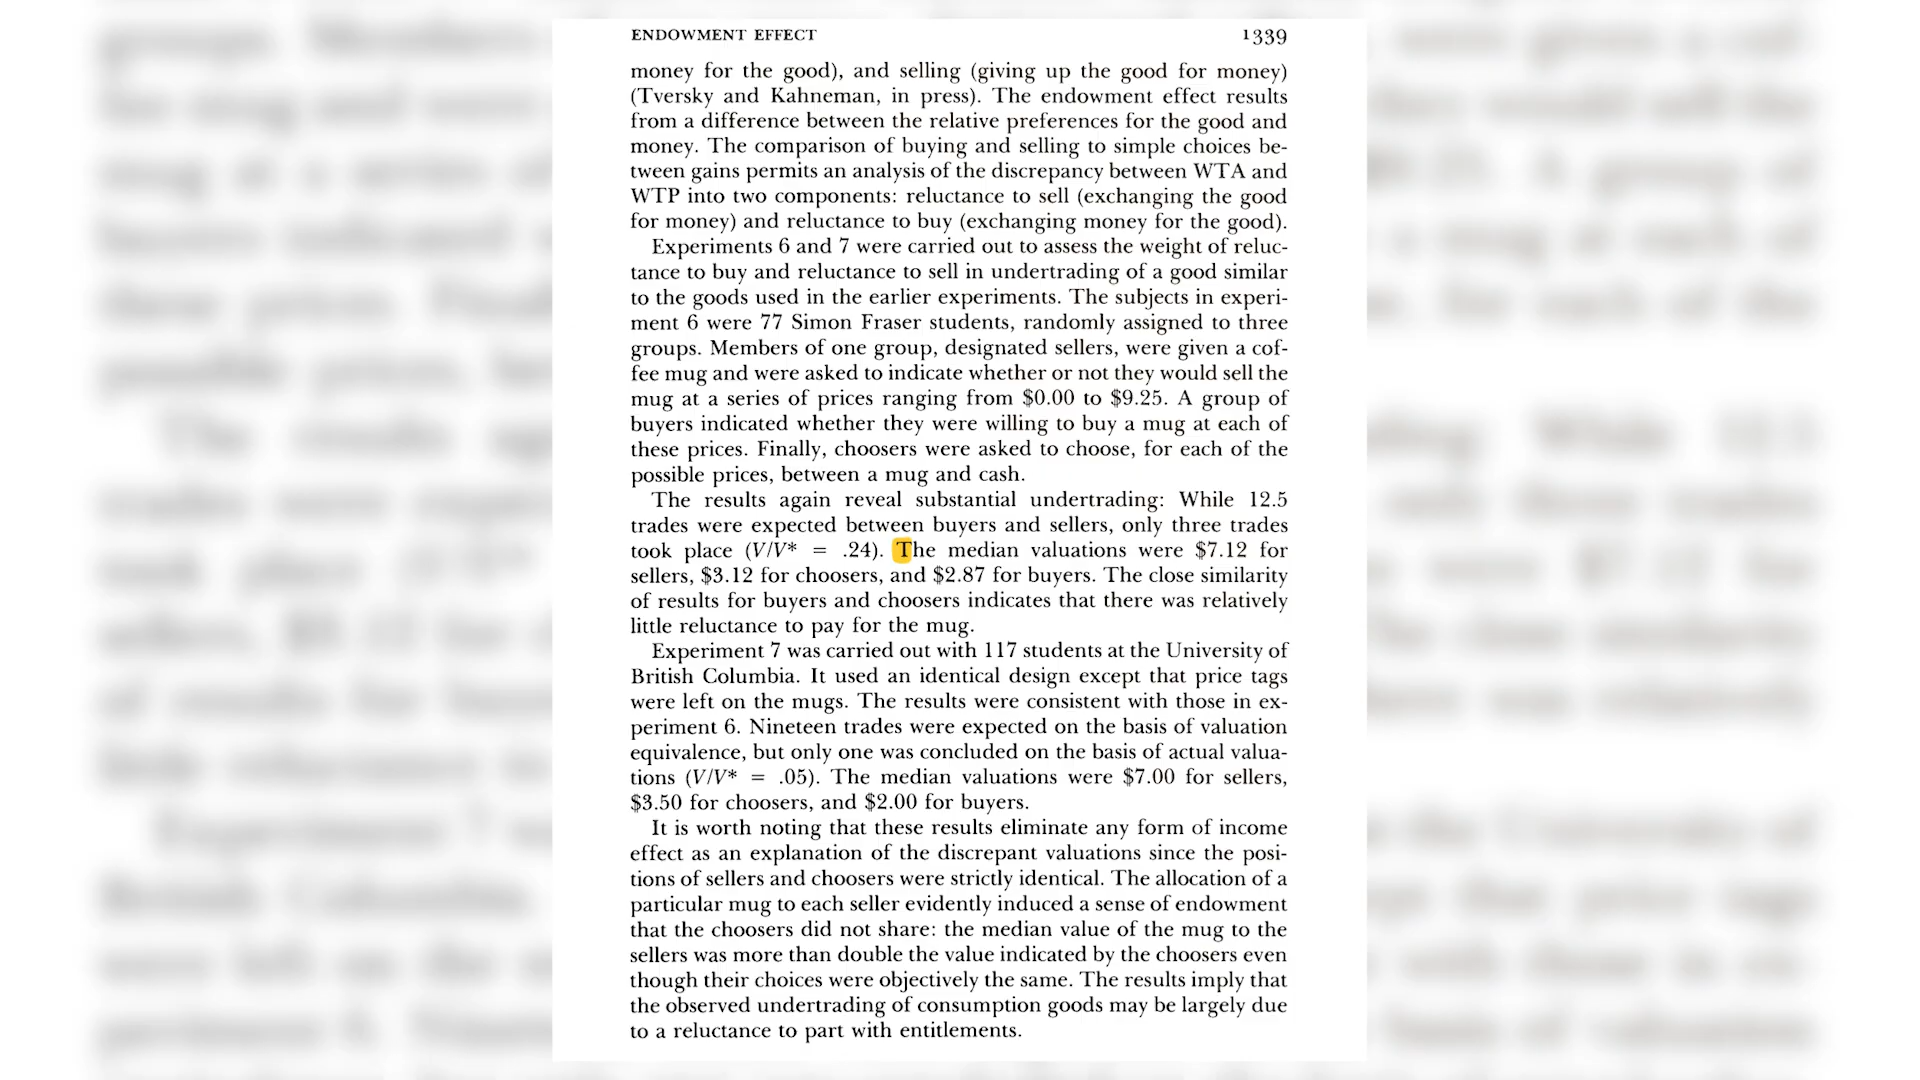 ENDOWMENT EFFECT 1339
money for the good), and selling (giving up the good for money)
(Tversky and Kahneman, in press). The endowment effect results
from a difference between the relative preferences for the good and
money. The comparison of buying and selling to simple choices be-
tween gains permits an analysis of the discrepancy between WTA and
WTP into two components: reluctance to sell (exchanging the good
for money) and reluctance to buy (exchanging money for the good).
Experiments 6 and 7 were carried out to assess the weight of reluc-
tance to buy and reluctance to sell in undertrading of a good similar
to the goods used in the earlier experiments. The subjects in experi-
ment 6 were 77 Simon Fraser students, randomly assigned to three
groups. Members of one group, designated sellers, were given a cof-
fee mug and were asked to indicate whether or not they would sell the
mug at a series of prices ranging from $0.00 to $9.25. A group of
buyers indicated whether they were willing to buy a mug at each of
these prices. Finally, choosers were asked to choose, for each of the
possible prices, between a mug and cash.
The results again reveal substantial undertrading: While 12.5
trades were expected between buyers and sellers, only three trades
took place (V/V* = .24). The median valuations were $7.12 for
sellers, $3.12 for choosers, and $2.87 for buyers. The close similarity
of results for buyers and choosers indicates that there was relatively
little reluctance to pay for the mug.
Experiment 7 was carried out with 117 students at the University of
British Columbia. It used an identical design except that price tags
were left on the mugs. The results were consistent with those in ex-
periment 6. Nineteen trades were expected on the basis of valuation
equivalence, but only one was concluded on the basis of actual valua-
tions (V/V* = .05). The median valuations were $7.00 for sellers,
$3.50 for choosers, and $2.00 for buyers.
It is worth noting that these results eliminate any form of income
effect as an explanation of the discrepant valuations since the posi-
tions of sellers and choosers were strictly identical. The allocation of a
particular mug to each seller evidently induced a sense of endowment
that the choosers did not share: the median value of the mug to the
sellers was more than double the value indicated by the choosers even
though their choices were objectively the same. The results imply that
the observed undertrading of consumption goods may be largely due
to a reluctance to part with entitlements.